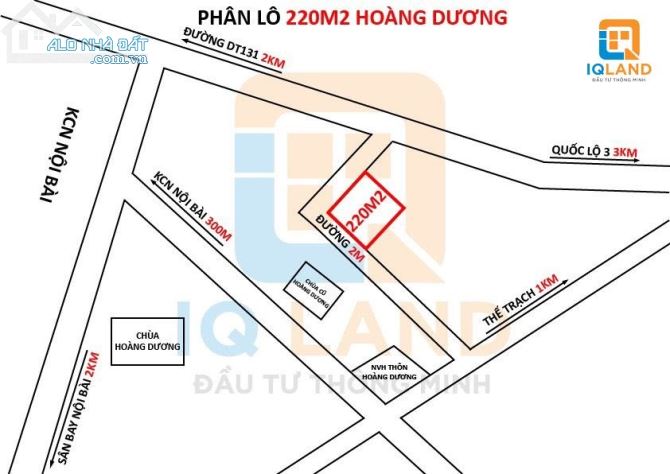 PHÂN LÔ 220M2 HOÀNG DƯƠNG
ALO NHÀ ĐẤT
.com.vn
IQLAND
ĐẦU TƯ THÔNG MINH
ĐƯỜNG DT131 2KM
QUỐC LỘ 3 3KM
KCN NỘI BÀI
KCN NỘI BÀI 300M
220M2
ĐƯỜNG 2M
CHÙA CŨ
HOÀNG DƯƠNG
THẾ TRẠCH 1KM
CHÙA
HOÀNG DƯƠNG
NVH THÔN
HOÀNG DƯƠNG
SÂN BAY NỘI BÀI 2KM
IQ LAND
ĐẦU TƯ THÔNG MINH